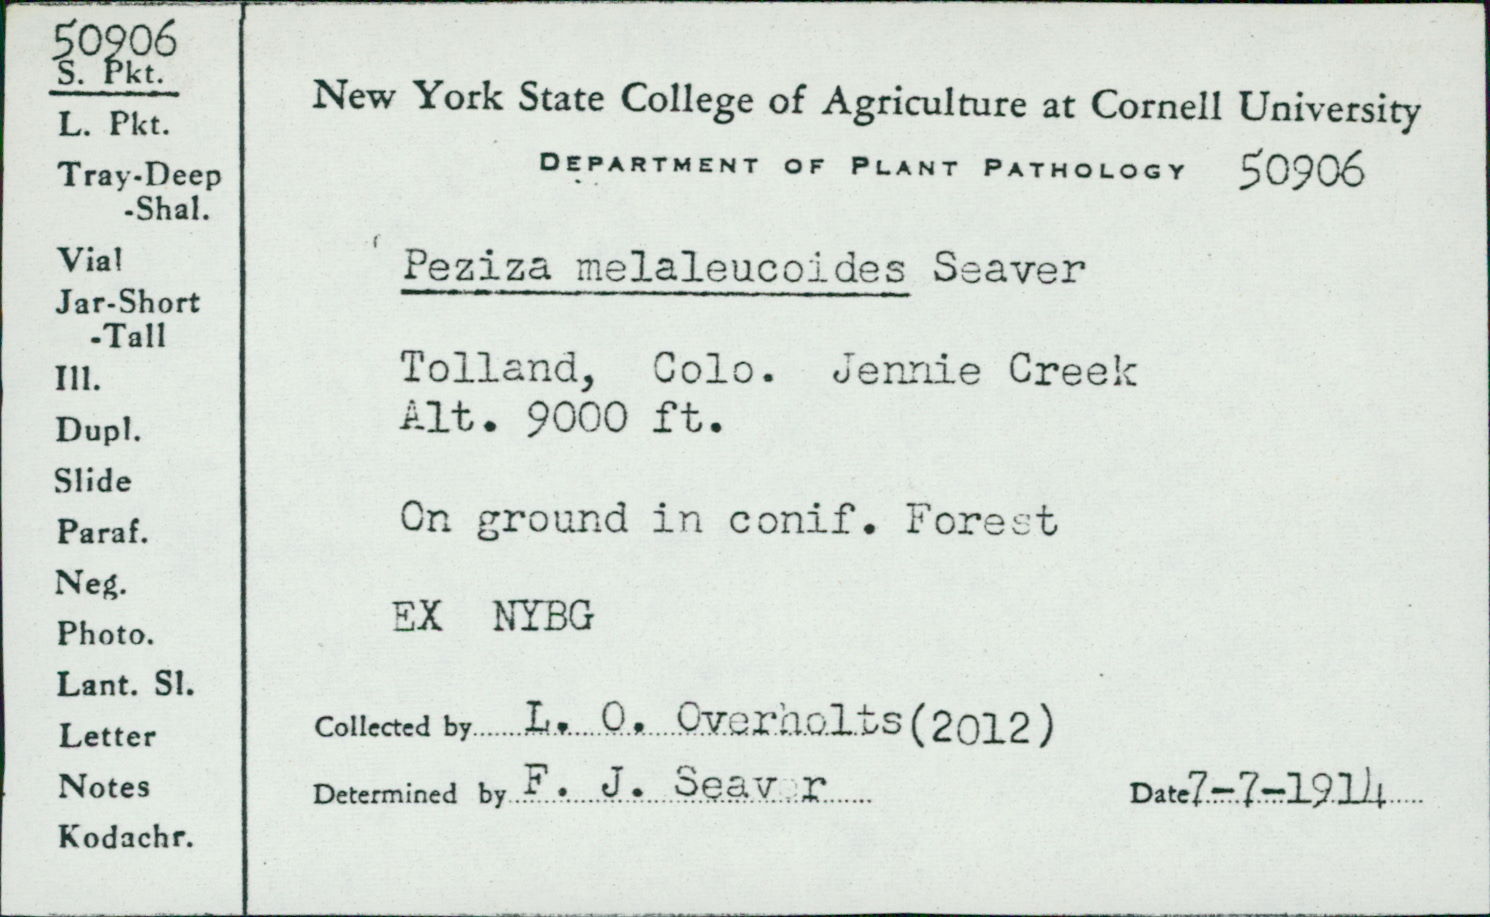 50906
S. Pkt.
L. Pkt.
Tray-Deep
-Shal.
Vial
Jar-Short
-Tall
Ill.
Dupl.
Slide
Paraf.
Neg.
Photo.
Lant. Sl.
Letter
Notes
Kodachr.
New York State College of Agriculture at Cornell University
DEPARTMENT OF PLANT PATHOLOGY 50906
Peziza melaleucoides Seaver
Tolland, Colo. Jennie Creek
Alt. 9000 ft.
On ground in conif. Forest
EX NYBG
Collected by L. O. Overholts (2012)
Determined by F. J. Seaver
Date 7-7-1914